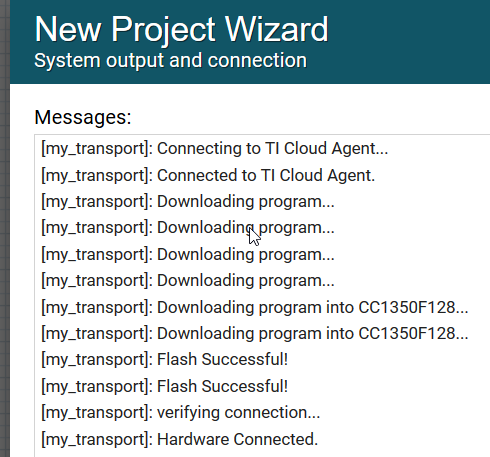 New Project Wizard
System output and connection
Messages:
[my_transport]: Connecting to TI Cloud Agent...
[my_transport]: Connected to TI Cloud Agent.
[my_transport]: Downloading program...
[my_transport]: Downloading program...
[my_transport]: Downloading program...
[my_transport]: Downloading program...
[my_transport]: Downloading program into CC1350F128...
[my_transport]: Downloading program into CC1350F128...
[my_transport]: Flash Successful!
[my_transport]: Flash Successful!
[my_transport]: verifying connection...
[my_transport]: Hardware Connected.